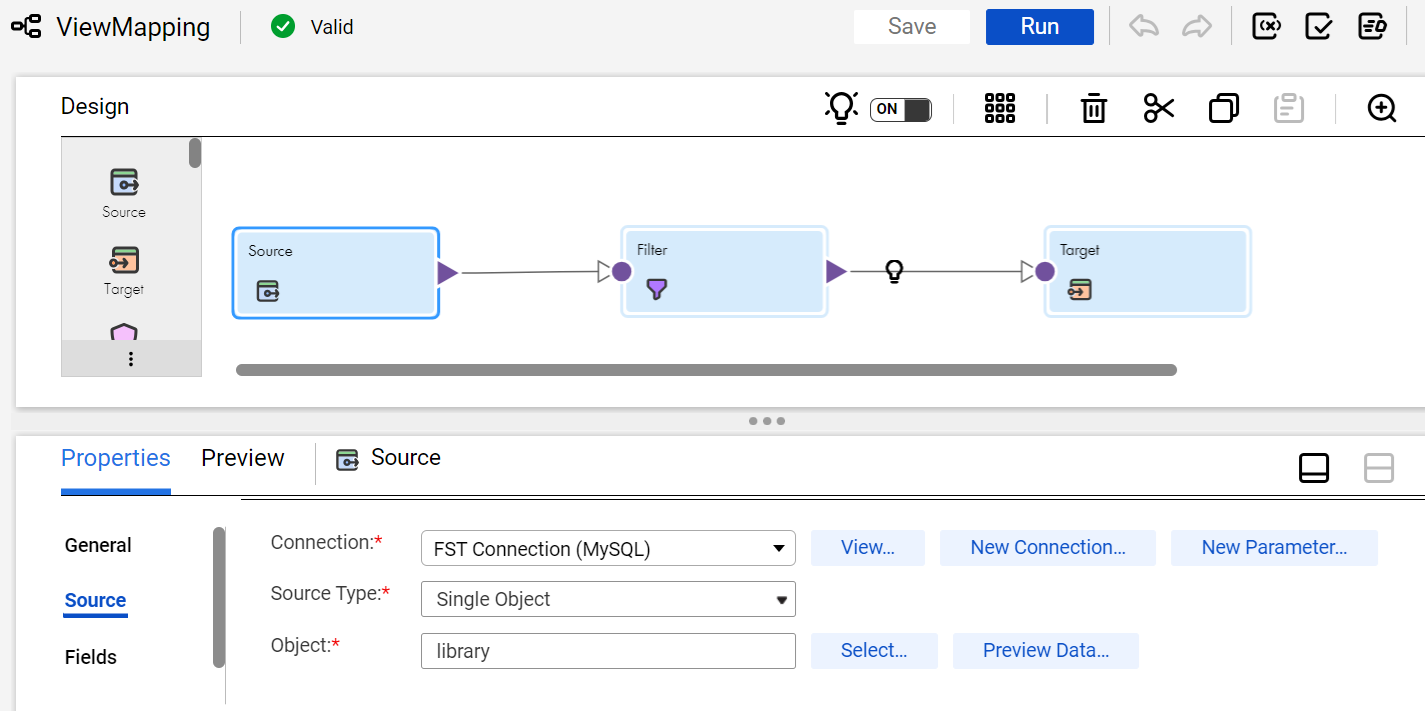 ViewMapping Valid Save Run
Design ON
Source
Target
Source Filter Target
Properties Preview Source
General
Source
Fields
Connection:* FST Connection (MySQL) View... New Connection... New Parameter...
Source Type:* Single Object
Object:* library Select... Preview Data...